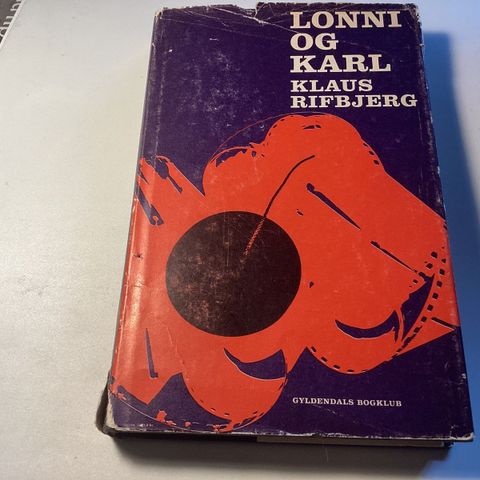 LONNI
OG
KARL
KLAUS
RIFBJERG
GYLDENDALS BOGKLUB